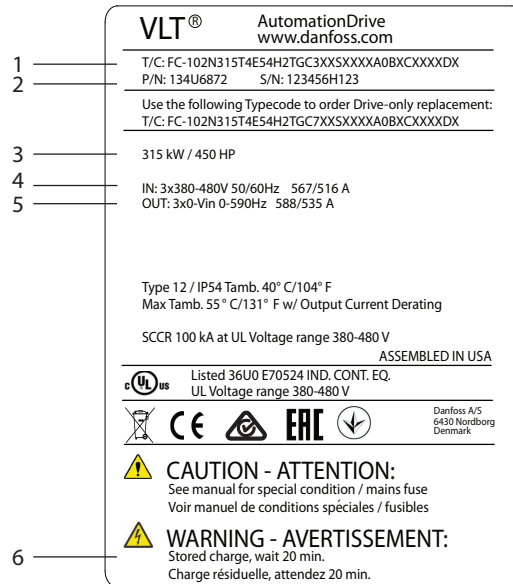 VLT® AutomationDrive
www.danfoss.com
1 T/C: FC-102N315T4E54H2TGC3XXSXXXXA0BXCXXXXDX
2 P/N: 134U6872 S/N: 123456H123
Use the following Typecode to order Drive-only replacement:
T/C: FC-102N315T4E54H2TGC7XXSXXXXA0BXCXXXXDX
3 315 kW / 450 HP
4 IN: 3x380-480V 50/60Hz 567/516 A
5 OUT: 3x0-Vin 0-590Hz 588/535 A
Type 12 / IP54 Tamb. 40° C/104° F
Max Tamb. 55° C/131° F w/ Output Current Derating
SCCR 100 kA at UL Voltage range 380-480 V
ASSEMBLED IN USA
c UL us Listed 36U0 E70524 IND. CONT. EQ.
UL Voltage range 380-480 V
CE EAC
Danfoss A/S
6430 Nordborg
Denmark
CAUTION - ATTENTION:
See manual for special condition / mains fuse
Voir manuel de conditions spéciales / fusibles
WARNING - AVERTISSEMENT:
6 Stored charge, wait 20 min.
Charge résiduelle, attendez 20 min.